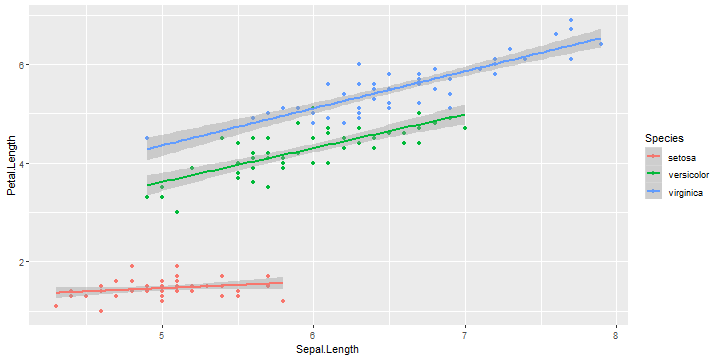 Petal.Length
6
4
2
5
6
7
8
Sepal.Length
Species
setosa
versicolor
virginica